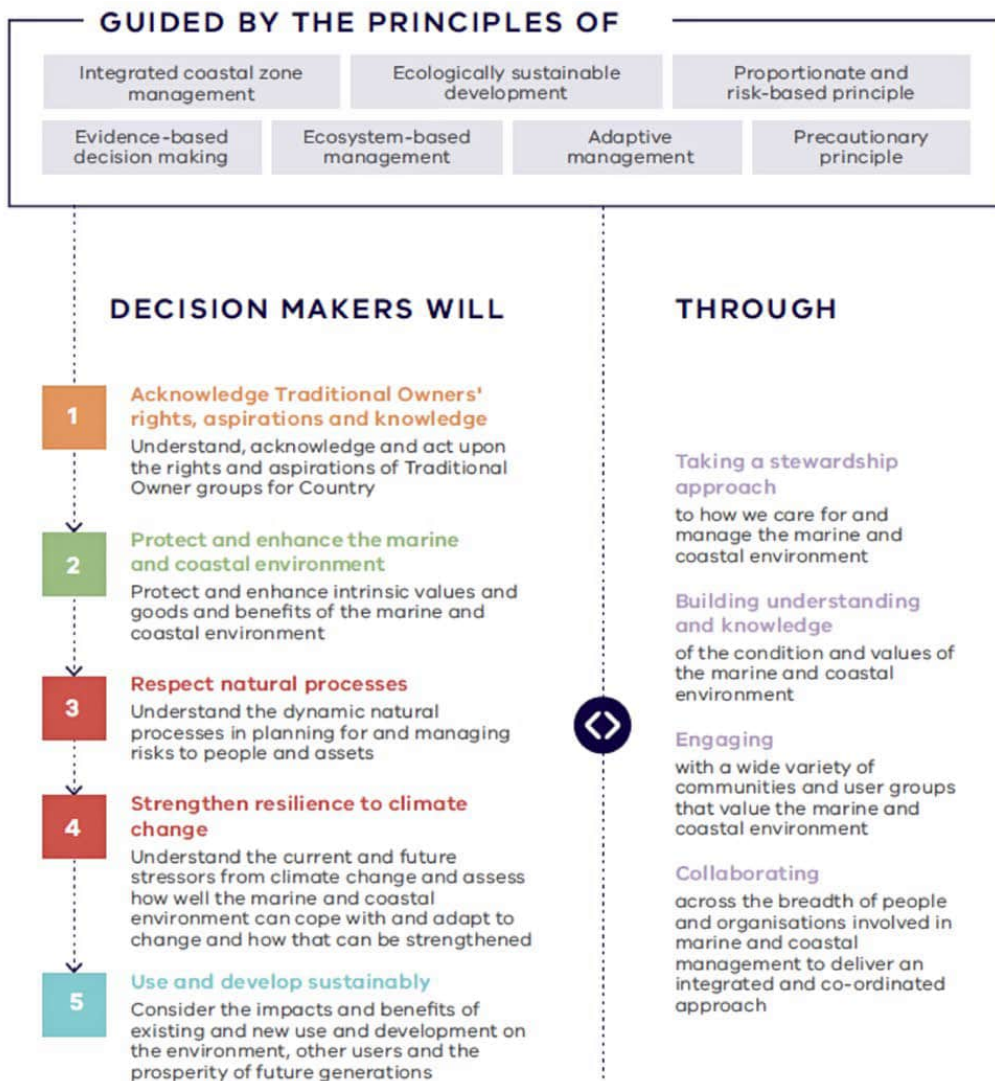 GUIDED BY THE PRINCIPLES OF
Integrated coastal zone
management
Ecologically sustainable
development
Proportionate and
risk-based principle
Evidence-based
decision making
Ecosystem-based
management
Adaptive
management
Precautionary
principle
DECISION MAKERS WILL
1
Acknowledge Traditional Owners'
rights, aspirations and knowledge
Understand, acknowledge and act upon
the rights and aspirations of Traditional
Owner groups for Country
2
Protect and enhance the marine
and coastal environment
Protect and enhance intrinsic values and
goods and benefits of the marine and
coastal environment
3
Respect natural processes
Understand the dynamic natural
processes in planning for and managing
risks to people and assets
4
Strengthen resilience to climate
change
Understand the current and future
stressors from climate change and assess
how well the marine and coastal
environment can cope with and adapt to
change and how that can be strengthened
5
Use and develop sustainably
Consider the impacts and benefits of
existing and new use and development on
the environment, other users and the
prosperity of future generations
THROUGH
Taking a stewardship
approach
to how we care for and
manage the marine and
coastal environment
Building understanding
and knowledge
of the condition and values of
the marine and coastal
environment
Engaging
with a wide variety of
communities and user groups
that value the marine and
coastal environment
Collaborating
across the breadth of people
and organisations involved in
marine and coastal
management to deliver an
integrated and co-ordinated
approach